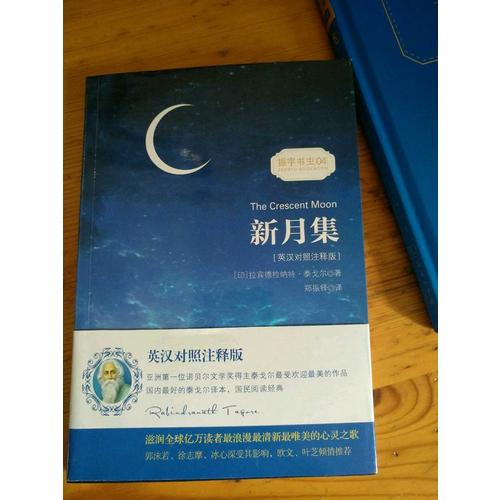 振宇书虫04
The Crescent Moon
新月集
[英汉对照注释版]
[印]拉宾德拉纳特·泰戈尔◎著
郑振铎◎译
英汉对照注释版
亚洲第一位诺贝尔文学奖得主泰戈尔最受欢迎最美的作品
国内最好的泰戈尔译本，国民阅读经典
Rabindranath Tagore
滋润全球亿万读者最浪漫最清新最唯美的心灵之歌
郭沫若、徐志摩、冰心深受其影响，欧文、叶芝倾情推荐